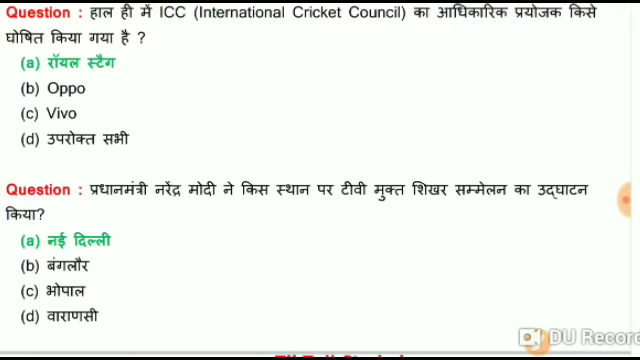 Question : हाल ही में ICC (International Cricket Council) का आधिकारिक प्रयोजक किसे
घोषित किया गया है ?
(a) रॉयल स्टैग
(b) Oppo
(c) Vivo
(d) उपरोक्त सभी
Question : प्रधानमंत्री नरेंद्र मोदी ने किस स्थान पर टीवी मुक्त शिखर सम्मेलन का उद्घाटन
किया?
(a) नई दिल्ली
(b) बंगलौर
(c) भोपाल
(d) वाराणसी
DU Record